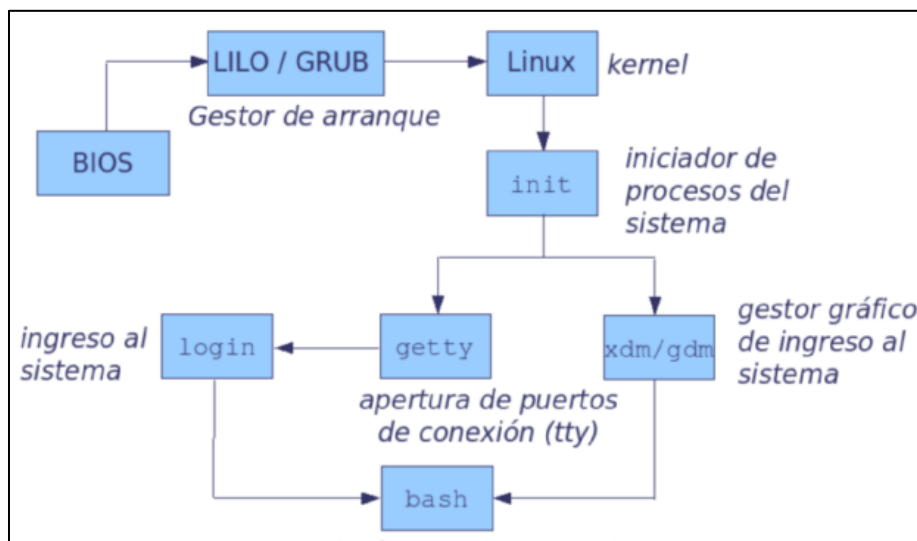 LILO / GRUB
Linux
kernel
Gestor de arranque
BIOS
init
iniciador de
procesos del
sistema
ingreso al
sistema
login
getty
xdm/gdm
gestor gráfico
de ingreso al
sistema
apertura de puertos
de conexión (tty)
bash